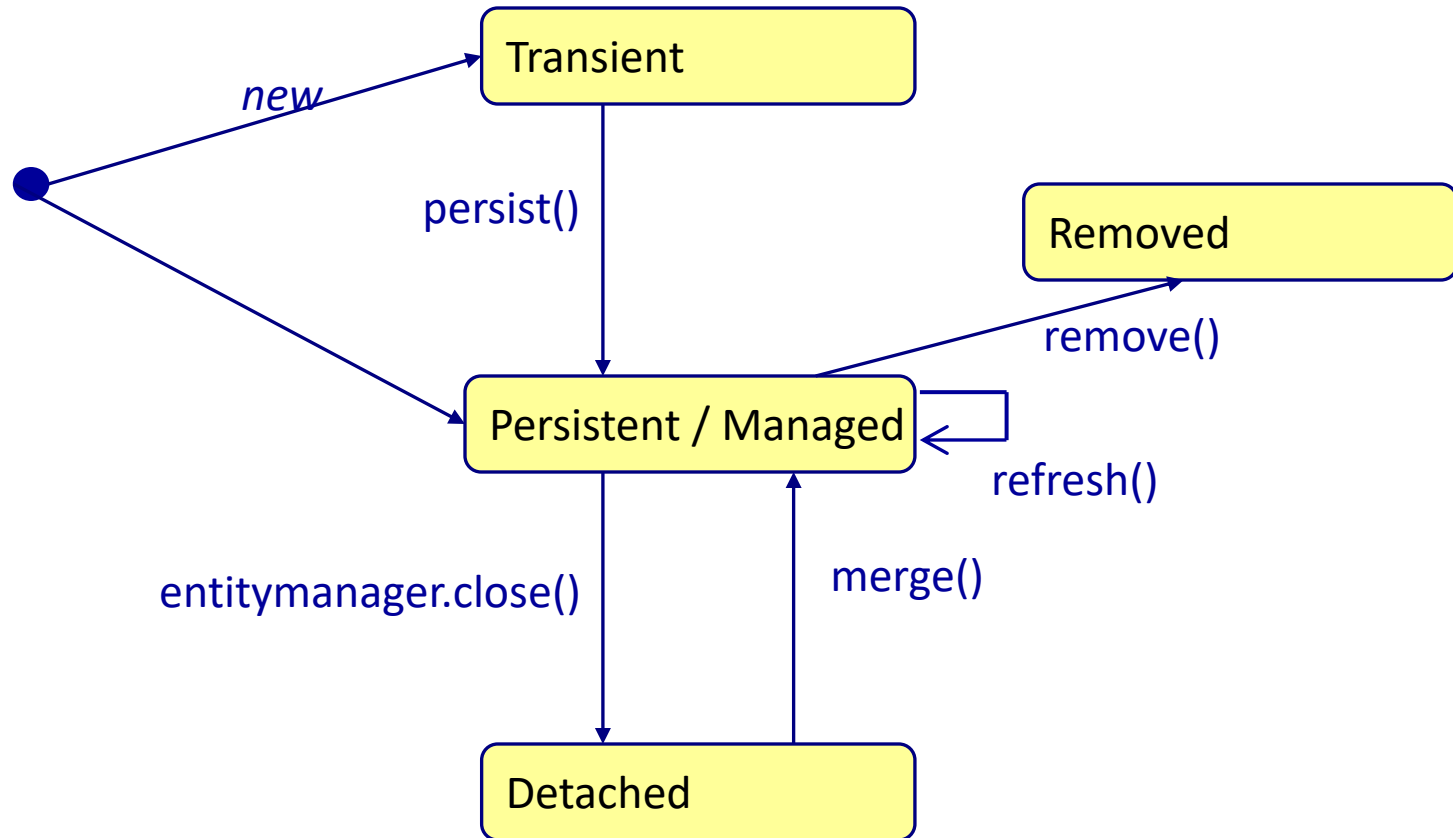 Transient
new
persist()
Removed
remove()
Persistent / Managed
refresh()
entitymanager.close()
merge()
Detached